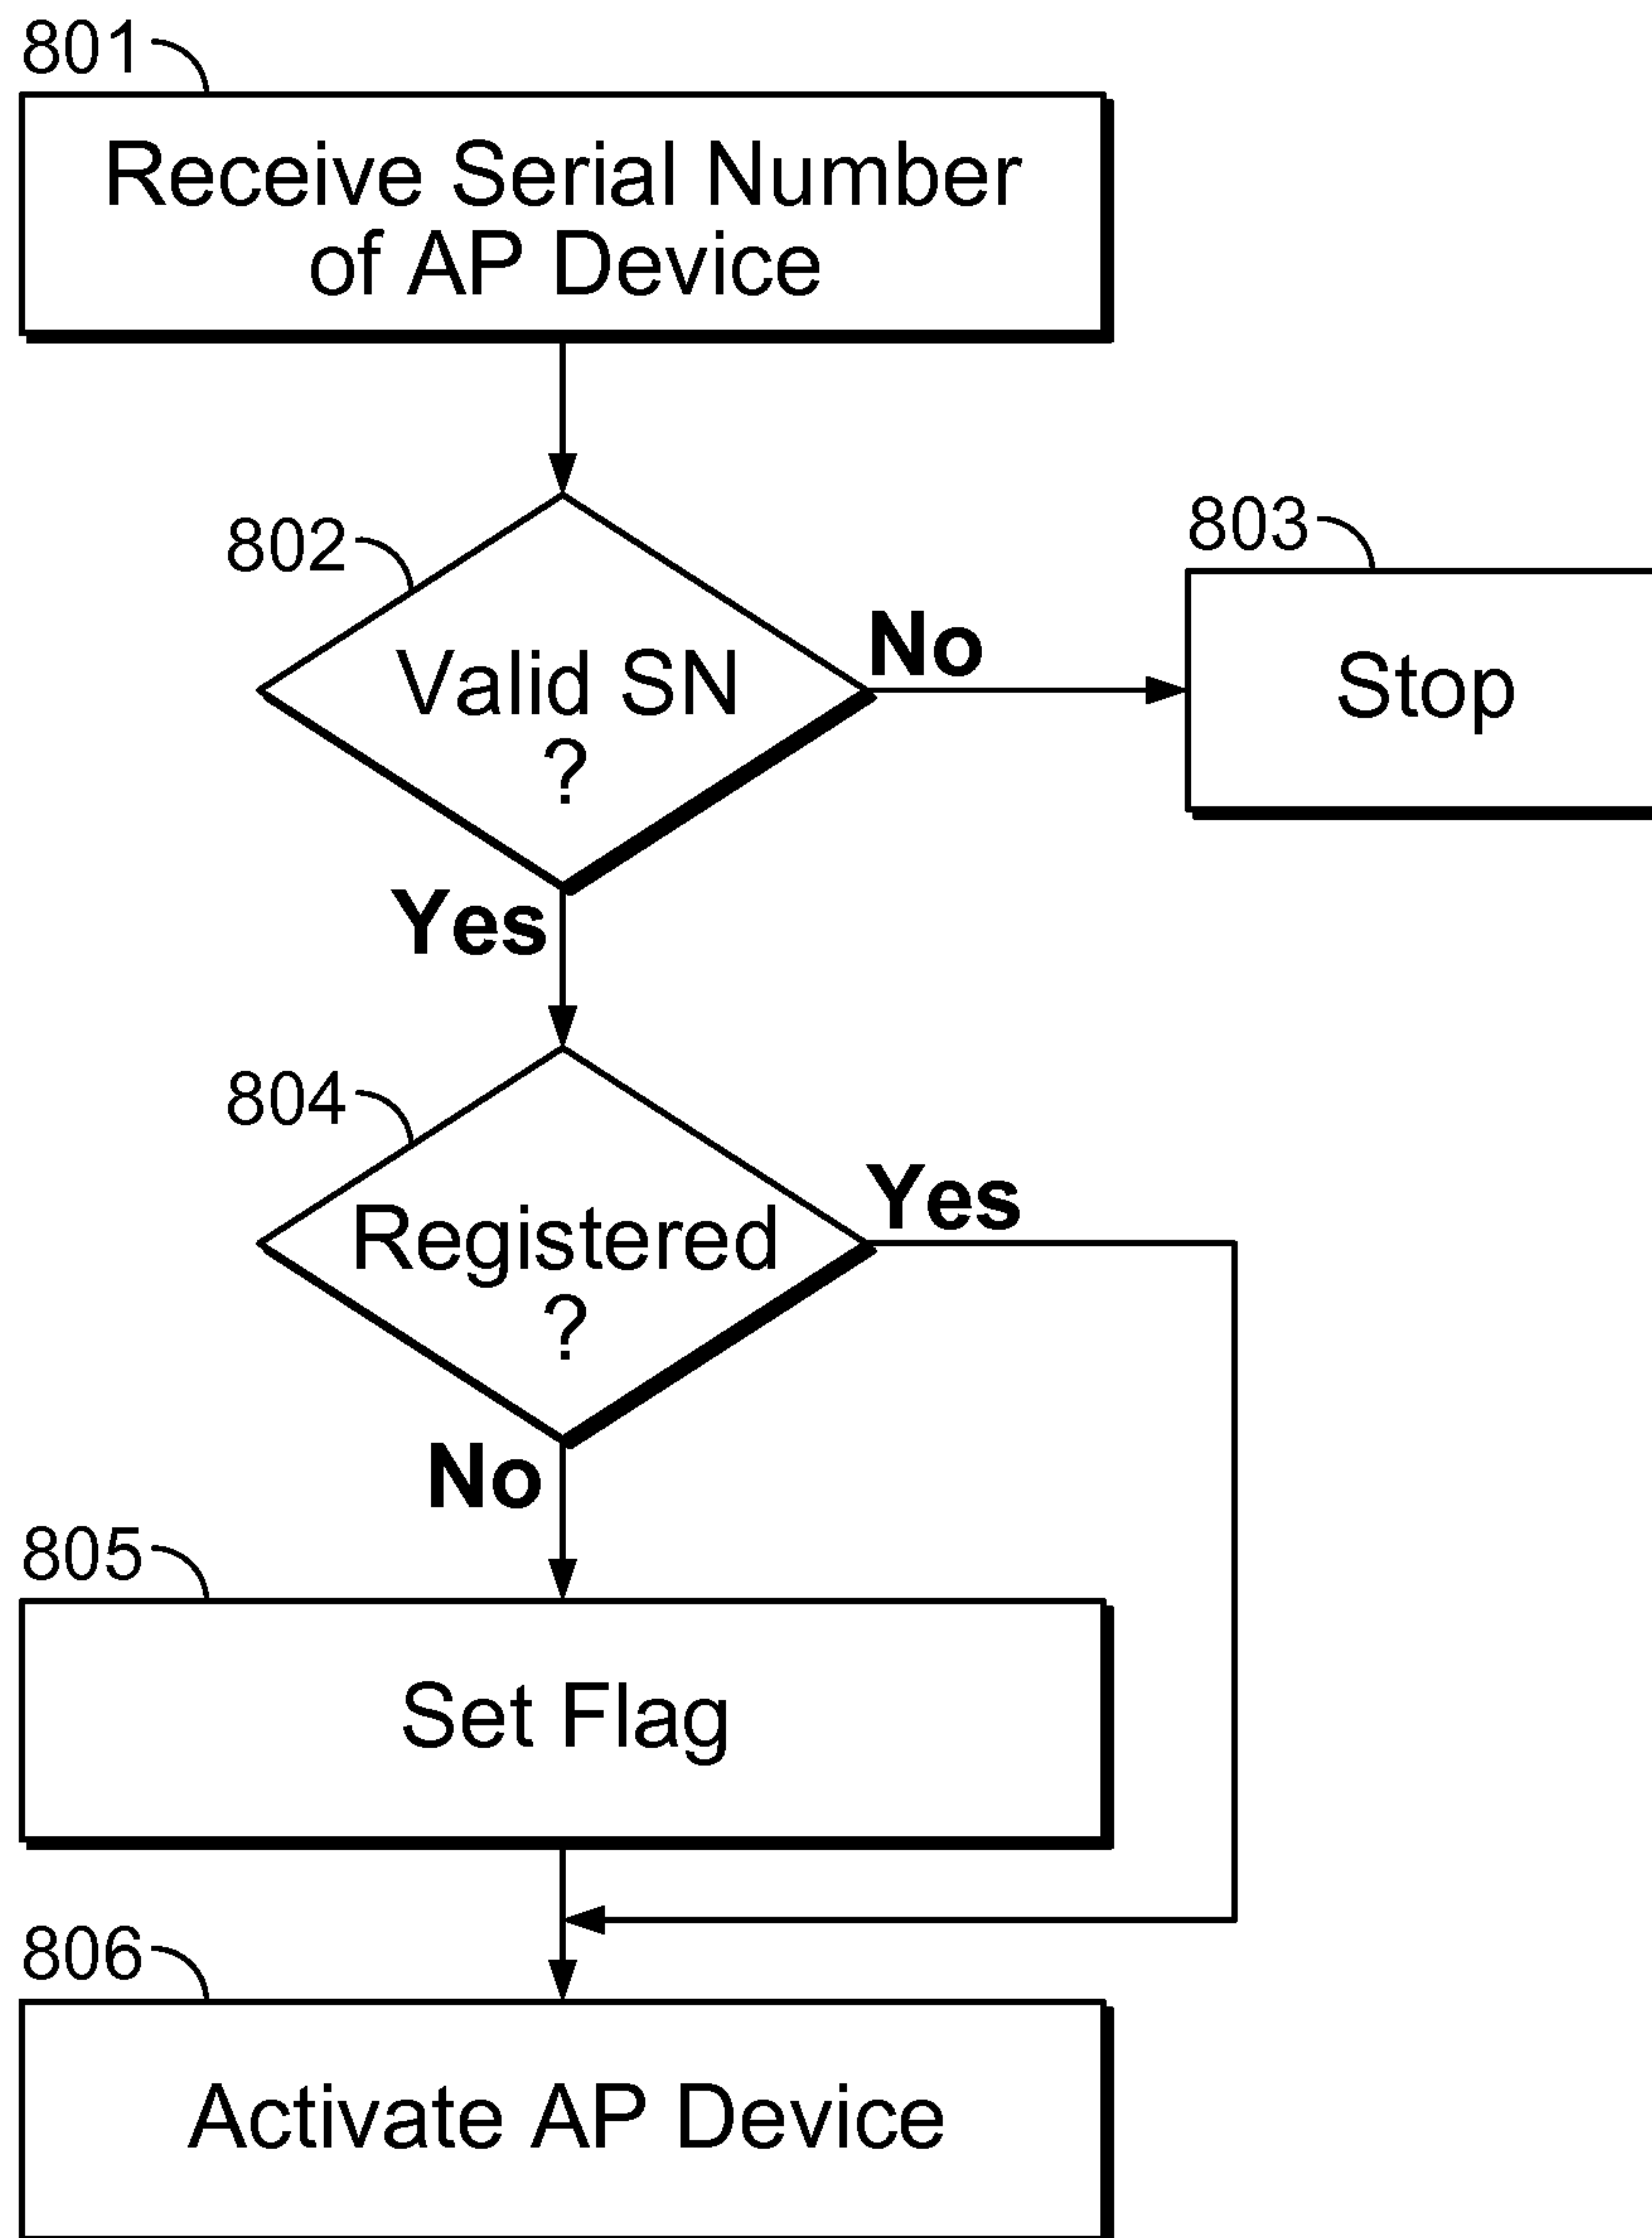 801
Receive Serial Number
of AP Device
802
Valid SN
?
No
803
Stop
Yes
804
Registered
?
Yes
No
805
Set Flag
806
Activate AP Device